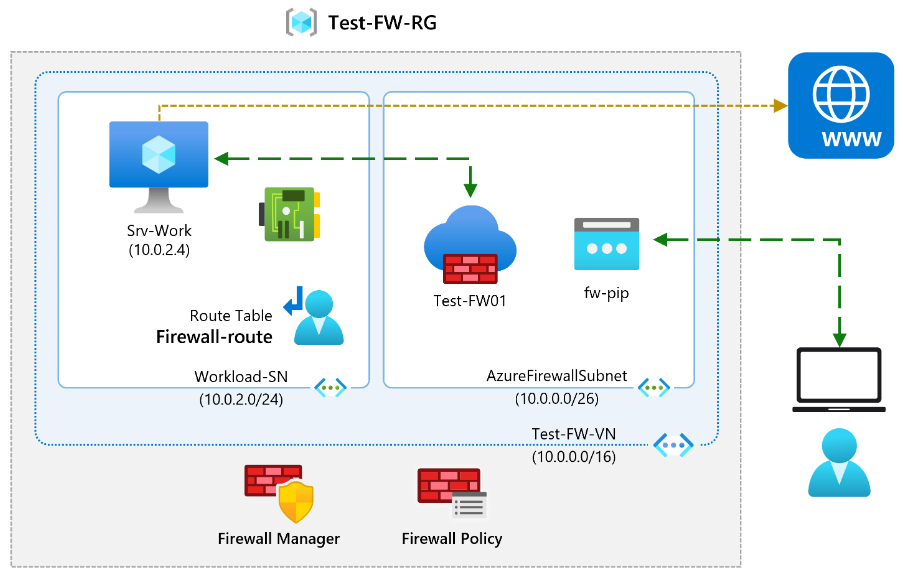 Test-FW-RG
WWW
Srv-Work
(10.0.2.4)
Test-FW01
fw-pip
Route Table
Firewall-route
Workload-SN
(10.0.2.0/24)
AzureFirewallSubnet
(10.0.0.0/26)
Test-FW-VN
(10.0.0.0/16)
Firewall Manager
Firewall Policy